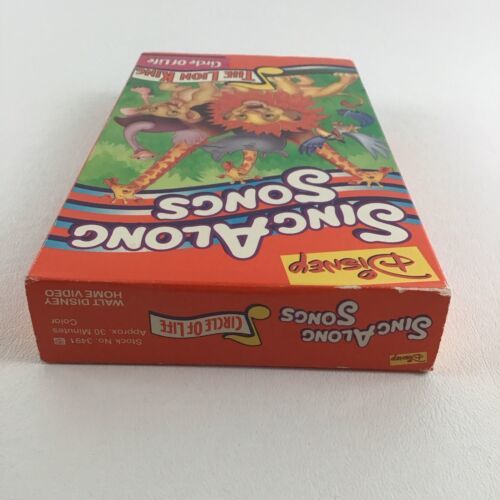 DISNEY
SING ALONG
SONGS
THE LION KING
Circle Of Life
DISNEY
SING ALONG
SONGS
CIRCLE OF LIFE
Stock No. 3491
Approx. 30 Minutes
Color
WALT DISNEY
HOME VIDEO